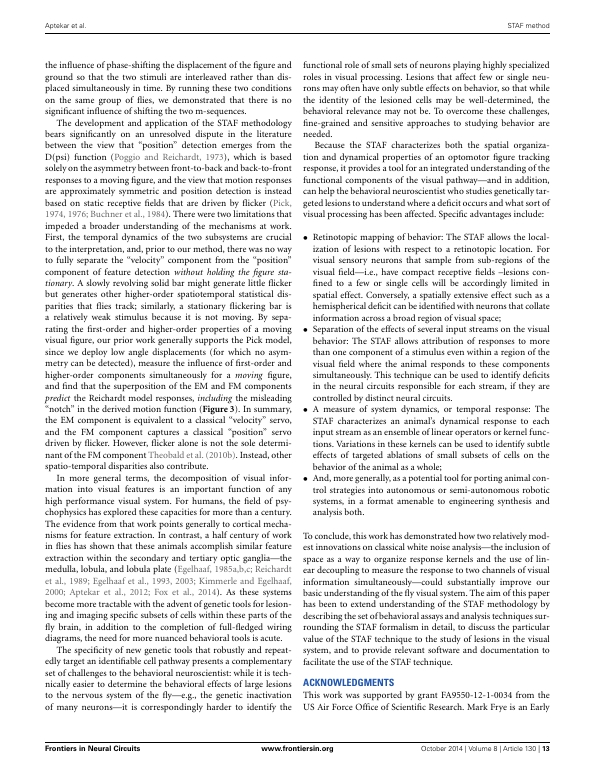 Aptekar et al.
STAF method
the influence of phase-shifting the displacement of the figure and
ground so that the two stimuli are interleaved rather than dis-
placed simultaneously in time. By running these two conditions
on the same group of flies, we demonstrated that there is no
significant influence of shifting the two m-sequences.
The development and application of the STAF methodology
bears significantly on an unresolved dispute in the literature
between the view that “position” detection emerges from the
D(psi) function (Poggio and Reichardt, 1973), which is based
solely on the asymmetry between front-to-back and back-to-front
responses to a moving figure, and the view that motion responses
are approximately symmetric and position detection is instead
based on static receptive fields that are driven by flicker (Pick,
1974, 1976; Buchner et al., 1984). There were two limitations that
impeded a broader understanding of the mechanisms at work.
First, the temporal dynamics of the two subsystems are crucial
to the interpretation, and, prior to our method, there was no way
to fully separate the “velocity” component from the “position”
component of feature detection without holding the figure sta-
tionary. A slowly revolving solid bar might generate little flicker
but generates other higher-order spatiotemporal statistical dis-
parities that flies track; similarly, a stationary flickering bar is
a relatively weak stimulus because it is not moving. By sepa-
rating the first-order and higher-order properties of a moving
visual figure, our prior work generally supports the Pick model,
since we deploy low angle displacements (for which no asym-
metry can be detected), measure the influence of first-order and
higher-order components simultaneously for a moving figure,
and find that the superposition of the EM and FM components
predict the Reichardt model responses, including the misleading
“notch” in the derived motion function (Figure 3). In summary,
the EM component is equivalent to a classical “velocity” servo,
and the FM component captures a classical “position” servo
driven by flicker. However, flicker alone is not the sole determi-
nant of the FM component Theobald et al. (2010b). Instead, other
spatio-temporal disparities also contribute.
In more general terms, the decomposition of visual infor-
mation into visual features is an important function of any
high performance visual system. For humans, the field of psy-
chophysics has explored these capacities for more than a century.
The evidence from that work points generally to cortical mecha-
nisms for feature extraction. In contrast, a half century of work
in flies has shown that these animals accomplish similar feature
extraction within the secondary and tertiary optic ganglia—the
medulla, lobula, and lobula plate (Egelhaaf, 1985a,b,c; Reichardt
et al., 1989; Egelhaaf et al., 1993, 2003; Kimmerle and Egelhaaf,
2000; Aptekar et al., 2012; Fox et al., 2014). As these systems
become more tractable with the advent of genetic tools for lesion-
ing and imaging specific subsets of cells within these parts of the
fly brain, in addition to the completion of full-fledged wiring
diagrams, the need for more nuanced behavioral tools is acute.
The specificity of new genetic tools that robustly and repeat-
edly target an identifiable cell pathway presents a complementary
set of challenges to the behavioral neuroscientist: while it is tech-
nically easier to determine the behavioral effects of large lesions
to the nervous system of the fly—e.g., the genetic inactivation
of many neurons—it is correspondingly harder to identify the
functional role of small sets of neurons playing highly specialized
roles in visual processing. Lesions that affect few or single neu-
rons may often have only subtle effects on behavior, so that while
the identity of the lesioned cells may be well-determined, the
behavioral relevance may not be. To overcome these challenges,
fine-grained and sensitive approaches to studying behavior are
needed.
Because the STAF characterizes both the spatial organiza-
tion and dynamical properties of an optomotor figure tracking
response, it provides a tool for an integrated understanding of the
functional components of the visual pathway—and in addition,
can help the behavioral neuroscientist who studies genetically tar-
geted lesions to understand where a deficit occurs and what sort of
visual processing has been affected. Specific advantages include:
• Retinotopic mapping of behavior: The STAF allows the local-
ization of lesions with respect to a retinotopic location. For
visual sensory neurons that sample from sub-regions of the
visual field—i.e., have compact receptive fields –lesions con-
fined to a few or single cells will be accordingly limited in
spatial effect. Conversely, a spatially extensive effect such as a
hemispherical deficit can be identified with neurons that collate
information across a broad region of visual space;
• Separation of the effects of several input streams on the visual
behavior: The STAF allows attribution of responses to more
than one component of a stimulus even within a region of the
visual field where the animal responds to these components
simultaneously. This technique can be used to identify deficits
in the neural circuits responsible for each stream, if they are
controlled by distinct neural circuits.
• A measure of system dynamics, or temporal response: The
STAF characterizes an animal’s dynamical response to each
input stream as an ensemble of linear operators or kernel func-
tions. Variations in these kernels can be used to identify subtle
effects of targeted ablations of small subsets of cells on the
behavior of the animal as a whole;
• And, more generally, as a potential tool for porting animal con-
trol strategies into autonomous or semi-autonomous robotic
systems, in a format amenable to engineering synthesis and
analysis both.
To conclude, this work has demonstrated how two relatively mod-
est innovations on classical white noise analysis—the inclusion of
space as a way to organize response kernels and the use of lin-
ear decoupling to measure the response to two channels of visual
information simultaneously—could substantially improve our
basic understanding of the fly visual system. The aim of this paper
has been to extend understanding of the STAF methodology by
describing the set of behavioral assays and analysis techniques sur-
rounding the STAF formalism in detail, to discuss the particular
value of the STAF technique to the study of lesions in the visual
system, and to provide relevant software and documentation to
facilitate the use of the STAF technique.
ACKNOWLEDGMENTS
This work was supported by grant FA9550-12-1-0034 from the
US Air Force Office of Scientific Research. Mark Frye is an Early
Frontiers in Neural Circuits
www.frontiersin.org
October 2014 | Volume 8 | Article 130 | 13